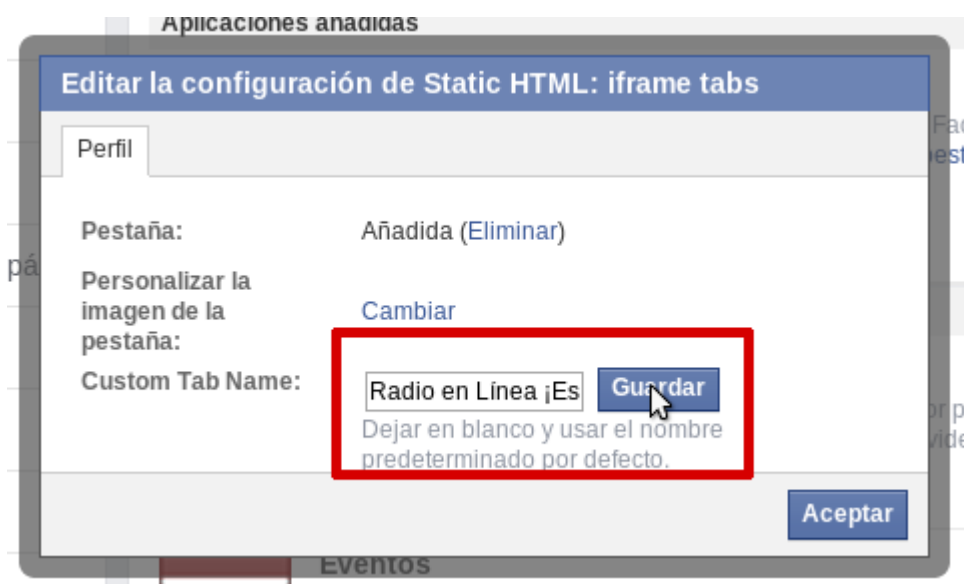 Aplicaciones añadidas
Editar la configuración de Static HTML: iframe tabs
Perfil
Pestaña:
Añadida (Eliminar)
Personalizar la
imagen de la
pestaña:
Cambiar
Custom Tab Name:
Radio en Línea ¡Es
Guardar
Dejar en blanco y usar el nombre
predeterminado por defecto.
Aceptar
Eventos